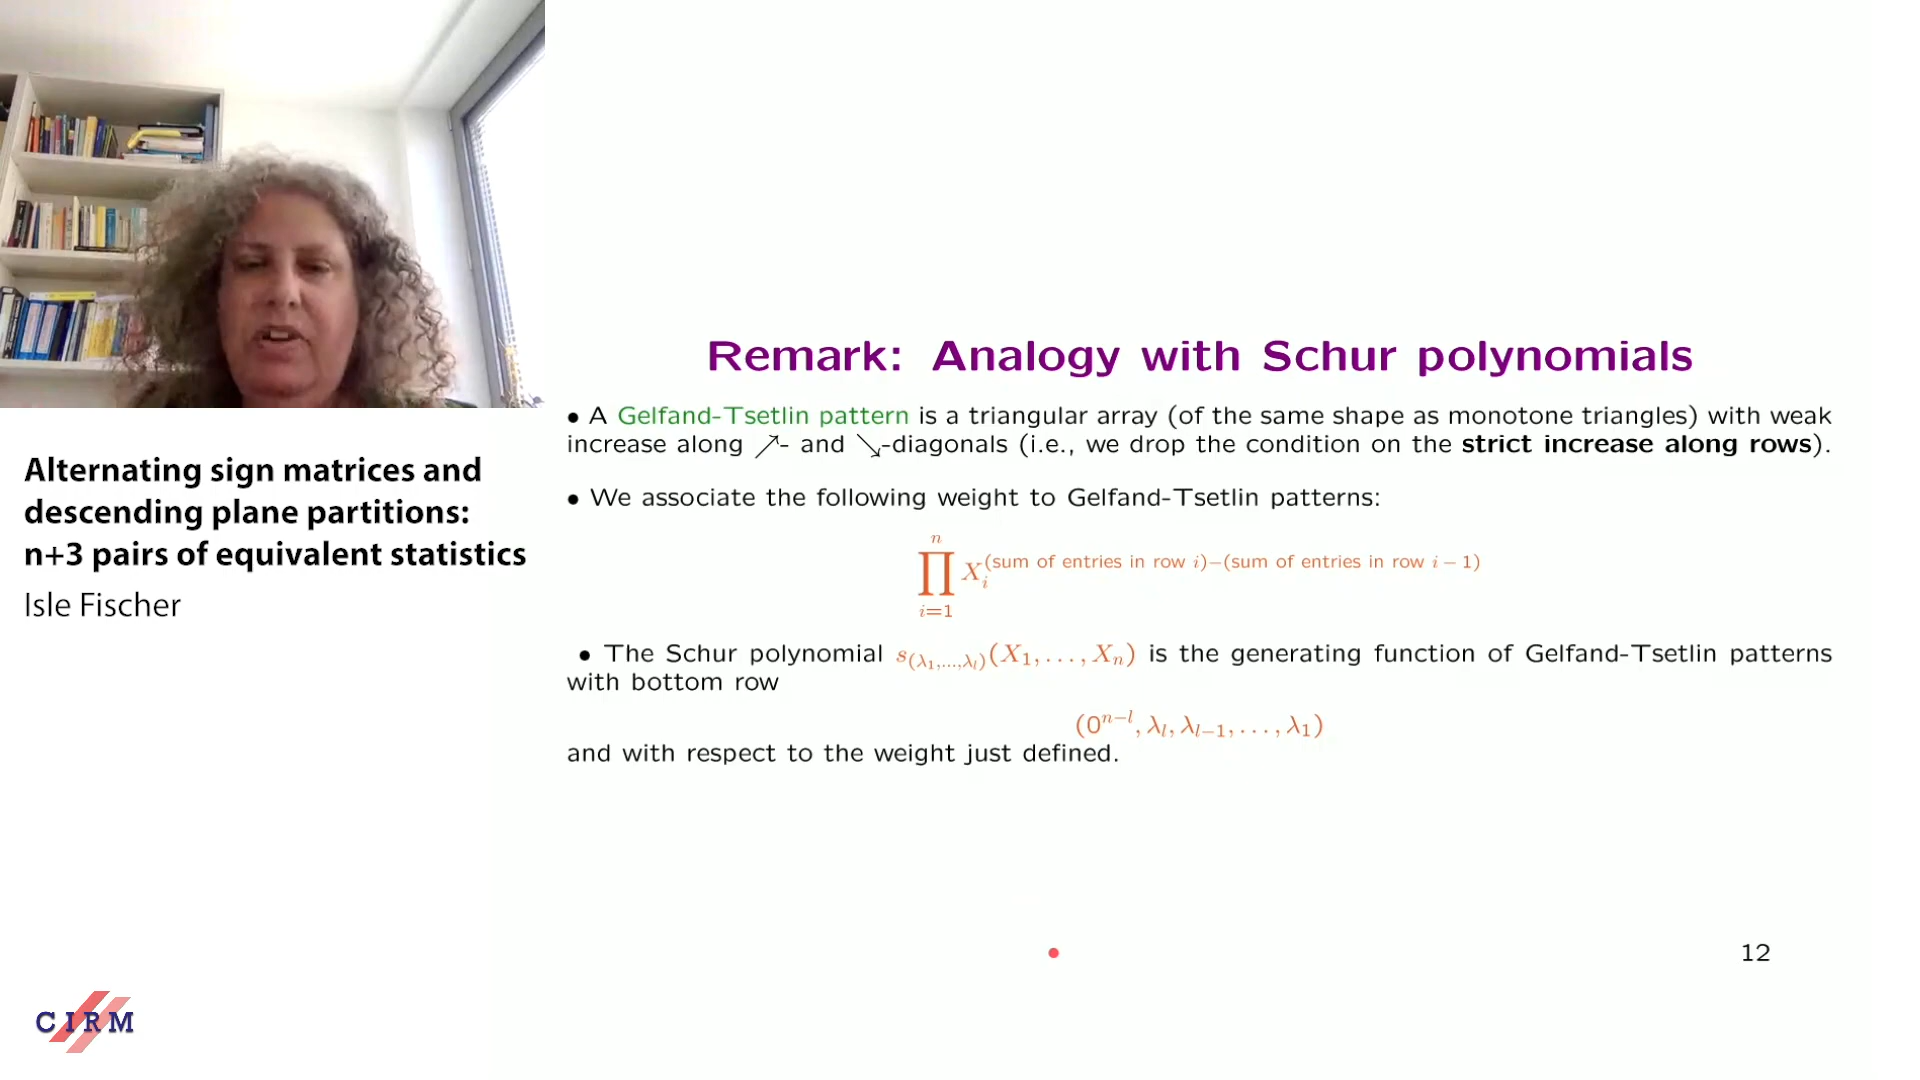 Alternating sign matrices and
descending plane partitions:
n+3 pairs of equivalent statistics
Isle Fischer
CIRM
Remark: Analogy with Schur polynomials
• A Gelfand-Tsetlin pattern is a triangular array (of the same shape as monotone triangles) with weak
increase along ↗- and ↘-diagonals (i.e., we drop the condition on the strict increase along rows).
• We associate the following weight to Gelfand-Tsetlin patterns:
∏_{i=1}^{n} X_i^{(sum of entries in row i)−(sum of entries in row i − 1)}
• The Schur polynomial s_{(λ_1,...,λ_l)}(X_1, . . . , X_n) is the generating function of Gelfand-Tsetlin patterns
with bottom row
(0^{n−l}, λ_l, λ_{l−1}, . . . , λ_1)
and with respect to the weight just defined.
12